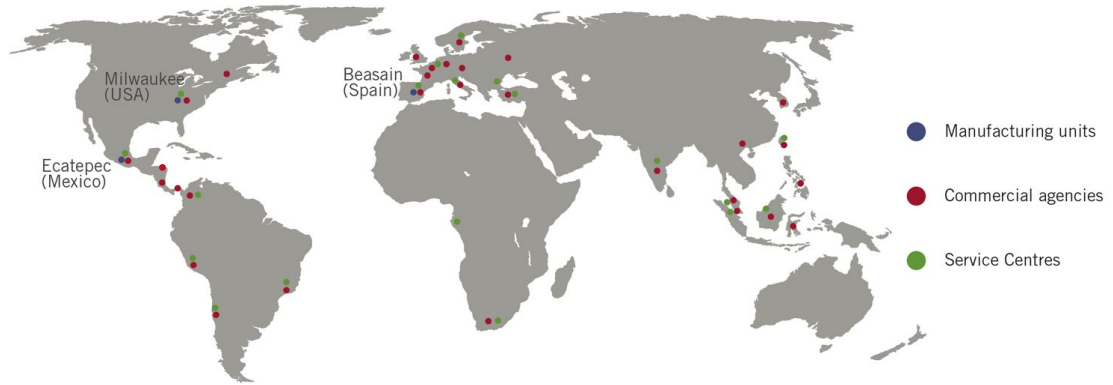 Milwaukee
(USA)
Beasain
(Spain)
Ecatepec
(Mexico)
Manufacturing units
Commercial agencies
Service Centres